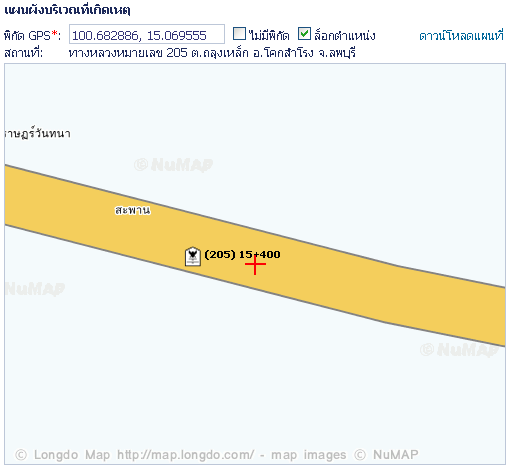 แผนผังบริเวณที่เกิดเหตุ
พิกัด GPS*: 100.682886, 15.069555 ไม่มีพิกัด ล็อกตำแหน่ง ดาวน์โหลดแผนที่
สถานที่: ทางหลวงหมายเลข 205 ต.ถลุงเหล็ก อ.โคกสำโรง จ.ลพบุรี
ราษฎร์วันทนา
© NuMAP
สะพาน
(205) 15+400
NuMAP
© NuMAP
© Longdo Map http://map.longdo.com/ - map images © NuMAP